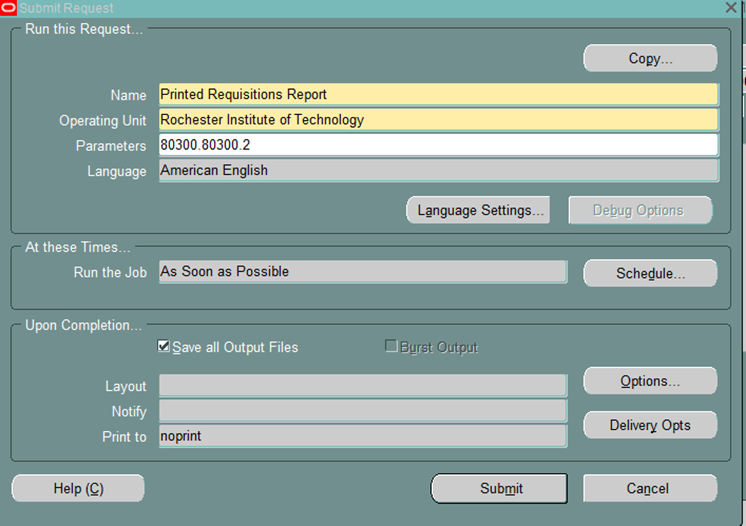 Submit Request
Run this Request...
Copy...
Name Printed Requisitions Report
Operating Unit Rochester Institute of Technology
Parameters 80300.80300.2
Language American English
Language Settings... Debug Options
At these Times...
Run the Job As Soon as Possible Schedule...
Upon Completion...
Save all Output Files Burst Output
Layout Options...
Notify
Delivery Opts
Print to noprint
Help (C) Submit Cancel